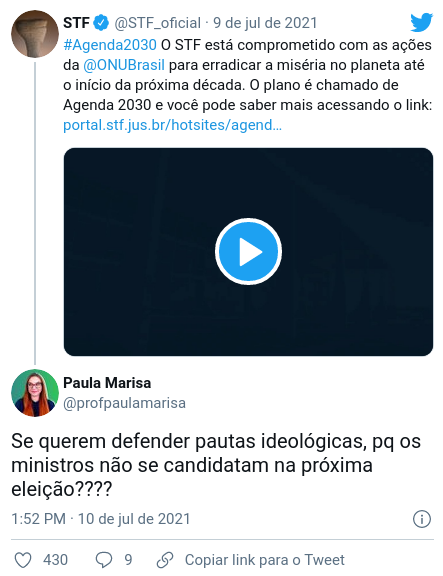 STF @STF_oficial · 9 de jul de 2021
#Agenda2030 O STF está comprometido com as ações
da @ONUBrasil para erradicar a miséria no planeta até
o início da próxima década. O plano é chamado de
Agenda 2030 e você pode saber mais acessando o link:
portal.stf.jus.br/hotsites/agend…
Paula Marisa
@profpaulamarisa
Se querem defender pautas ideológicas, pq os
ministros não se candidatam na próxima
eleição????
1:52 PM · 10 de jul de 2021
430 9 Copiar link para o Tweet